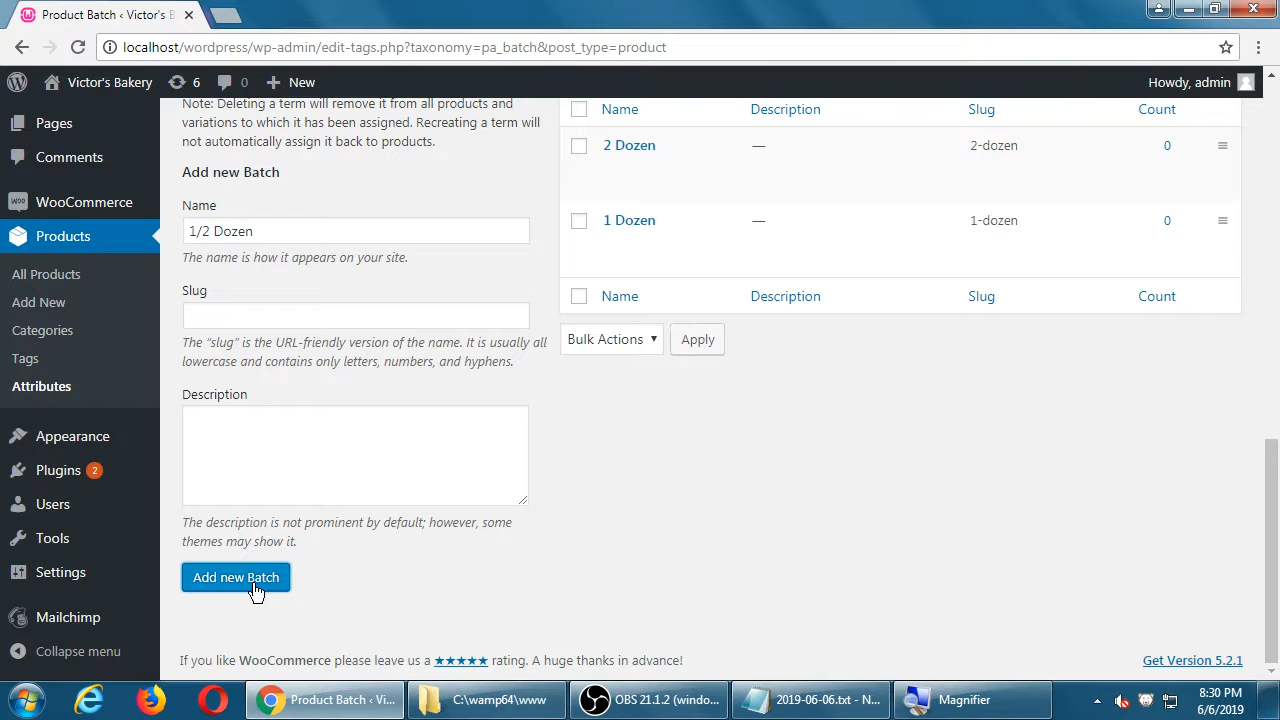 Product Batch ‹ Victor's B
localhost/wordpress/wp-admin/edit-tags.php?taxonomy=pa_batch&post_type=product
Victor's Bakery
6
0
New
Howdy, admin
Pages
Comments
WooCommerce
Products
All Products
Add New
Categories
Tags
Attributes
Appearance
Plugins 2
Users
Tools
Settings
Mailchimp
Collapse menu
Note: Deleting a term will remove it from all products and
variations to which it has been assigned. Recreating a term will
not automatically assign it back to products.
Add new Batch
Name
1/2 Dozen
The name is how it appears on your site.
Slug
The “slug” is the URL-friendly version of the name. It is usually all
lowercase and contains only letters, numbers, and hyphens.
Description
The description is not prominent by default; however, some
themes may show it.
Add new Batch
Name Description Slug Count
2 Dozen — 2-dozen 0
1 Dozen — 1-dozen 0
Name Description Slug Count
Bulk Actions
Apply
If you like WooCommerce please leave us a ★★★★★ rating. A huge thanks in advance!
Get Version 5.2.1
Product Batch ‹ Vi...
C:\wamp64\www
OBS 21.1.2 (windo...
2019-06-06.txt - N...
Magnifier
8:30 PM
6/6/2019